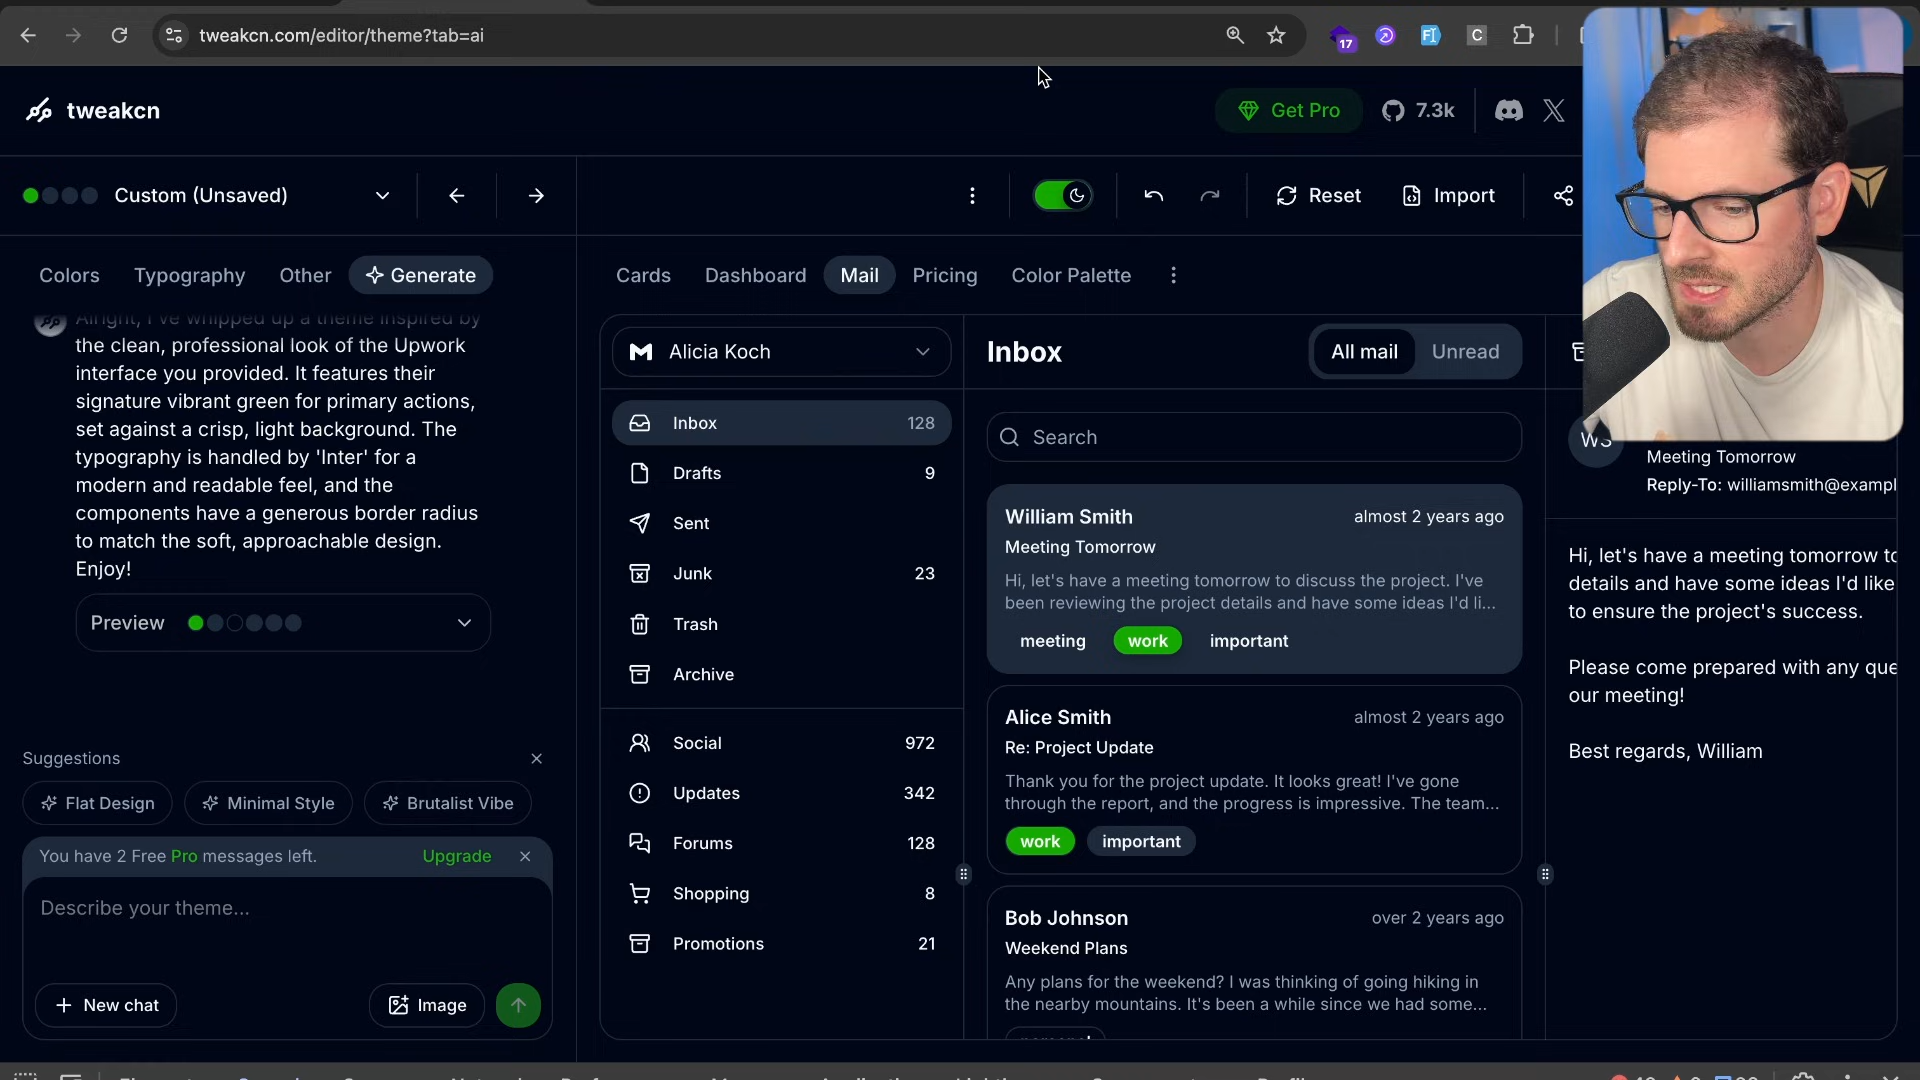 tweakcn.com/editor/theme?tab=ai
17
C
tweakcn
Get Pro
7.3k
Custom (Unsaved)
Reset
Import
Colors
Typography
Other
Generate
Cards
Dashboard
Mail
Pricing
Color Palette
Alright, I've whipped up a theme inspired by
the clean, professional look of the Upwork
interface you provided. It features their
signature vibrant green for primary actions,
set against a crisp, light background. The
typography is handled by 'Inter' for a
modern and readable feel, and the
components have a generous border radius
to match the soft, approachable design.
Enjoy!
Preview
Suggestions
Flat Design
Minimal Style
Brutalist Vibe
You have 2 Free Pro messages left.
Upgrade
Describe your theme...
New chat
Image
Alicia Koch
Inbox 128
Drafts 9
Sent
Junk 23
Trash
Archive
Social 972
Updates 342
Forums 128
Shopping 8
Promotions 21
Inbox
All mail
Unread
Search
William Smith almost 2 years ago
Meeting Tomorrow
Hi, let's have a meeting tomorrow to discuss the project. I've
been reviewing the project details and have some ideas I'd li...
meeting work important
Alice Smith almost 2 years ago
Re: Project Update
Thank you for the project update. It looks great! I've gone
through the report, and the progress is impressive. The team...
work important
Bob Johnson over 2 years ago
Weekend Plans
Any plans for the weekend? I was thinking of going hiking in
the nearby mountains. It's been a while since we had some...
WS
Meeting Tomorrow
Reply-To: williamsmith@exampl
Hi, let's have a meeting tomorrow to
details and have some ideas I'd like
to ensure the project's success.
Please come prepared with any que
our meeting!
Best regards, William